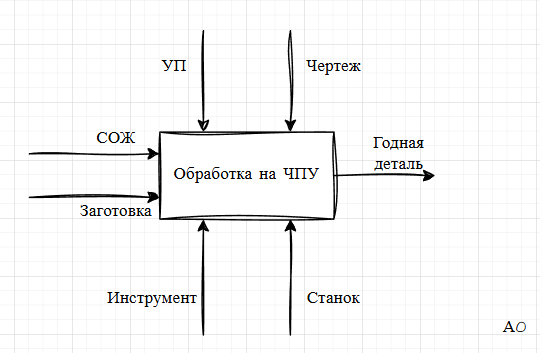 УП
Чертеж
СОЖ
Годная
деталь
Обработка на ЧПУ
Заготовка
Инструмент
Станок
А0